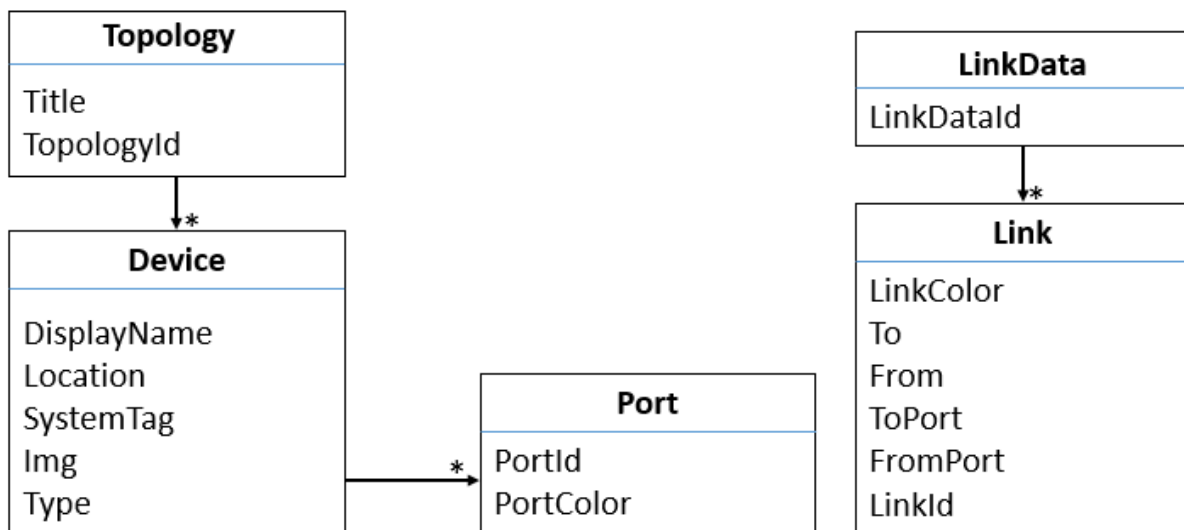 Topology
Title
TopologyId
*
Device
DisplayName
Location
SystemTag
Img
Type
*
Port
PortId
PortColor
LinkData
LinkDataId
*
Link
LinkColor
To
From
ToPort
FromPort
LinkId